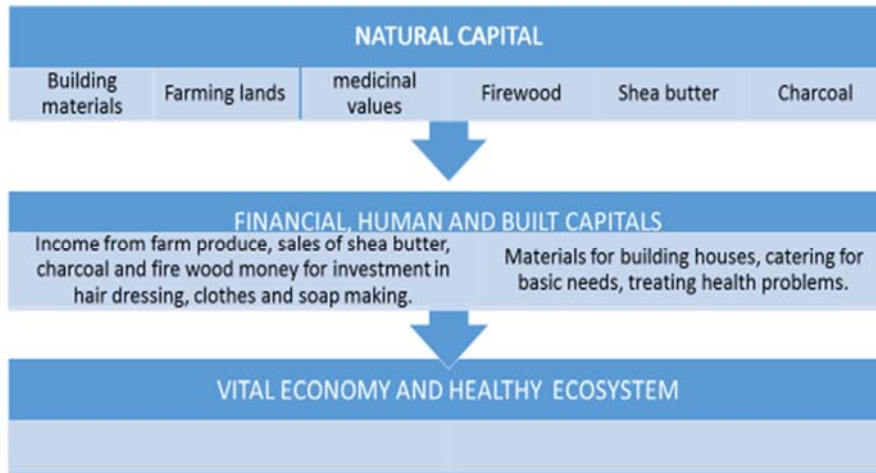 NATURAL CAPITAL
Building
materials
Farming lands
medicinal
values
Firewood
Shea butter
Charcoal
FINANCIAL, HUMAN AND BUILT CAPITALS
Income from farm produce, sales of shea butter,
charcoal and fire wood money for investment in
hair dressing, clothes and soap making.
Materials for building houses, catering for
basic needs, treating health problems.
VITAL ECONOMY AND HEALTHY ECOSYSTEM